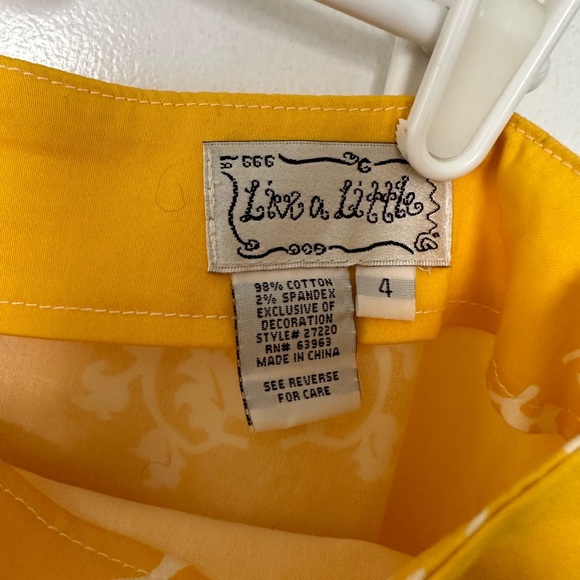 Live a Little
4
98% COTTON
2% SPANDEX
EXCLUSIVE OF
DECORATION
STYLE# 27220
RN# 63963
MADE IN CHINA
SEE REVERSE
FOR CARE